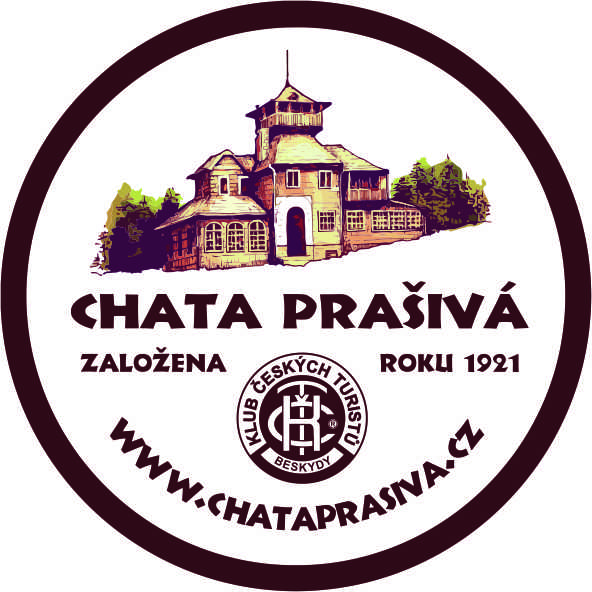 CHATA PRAŠIVÁ
ZALOŽENA ROKU 1921
KLUB ČESKÝCH TURISTŮ
KČT ®
BESKYDY
WWW.CHATAPRASIVA.CZ